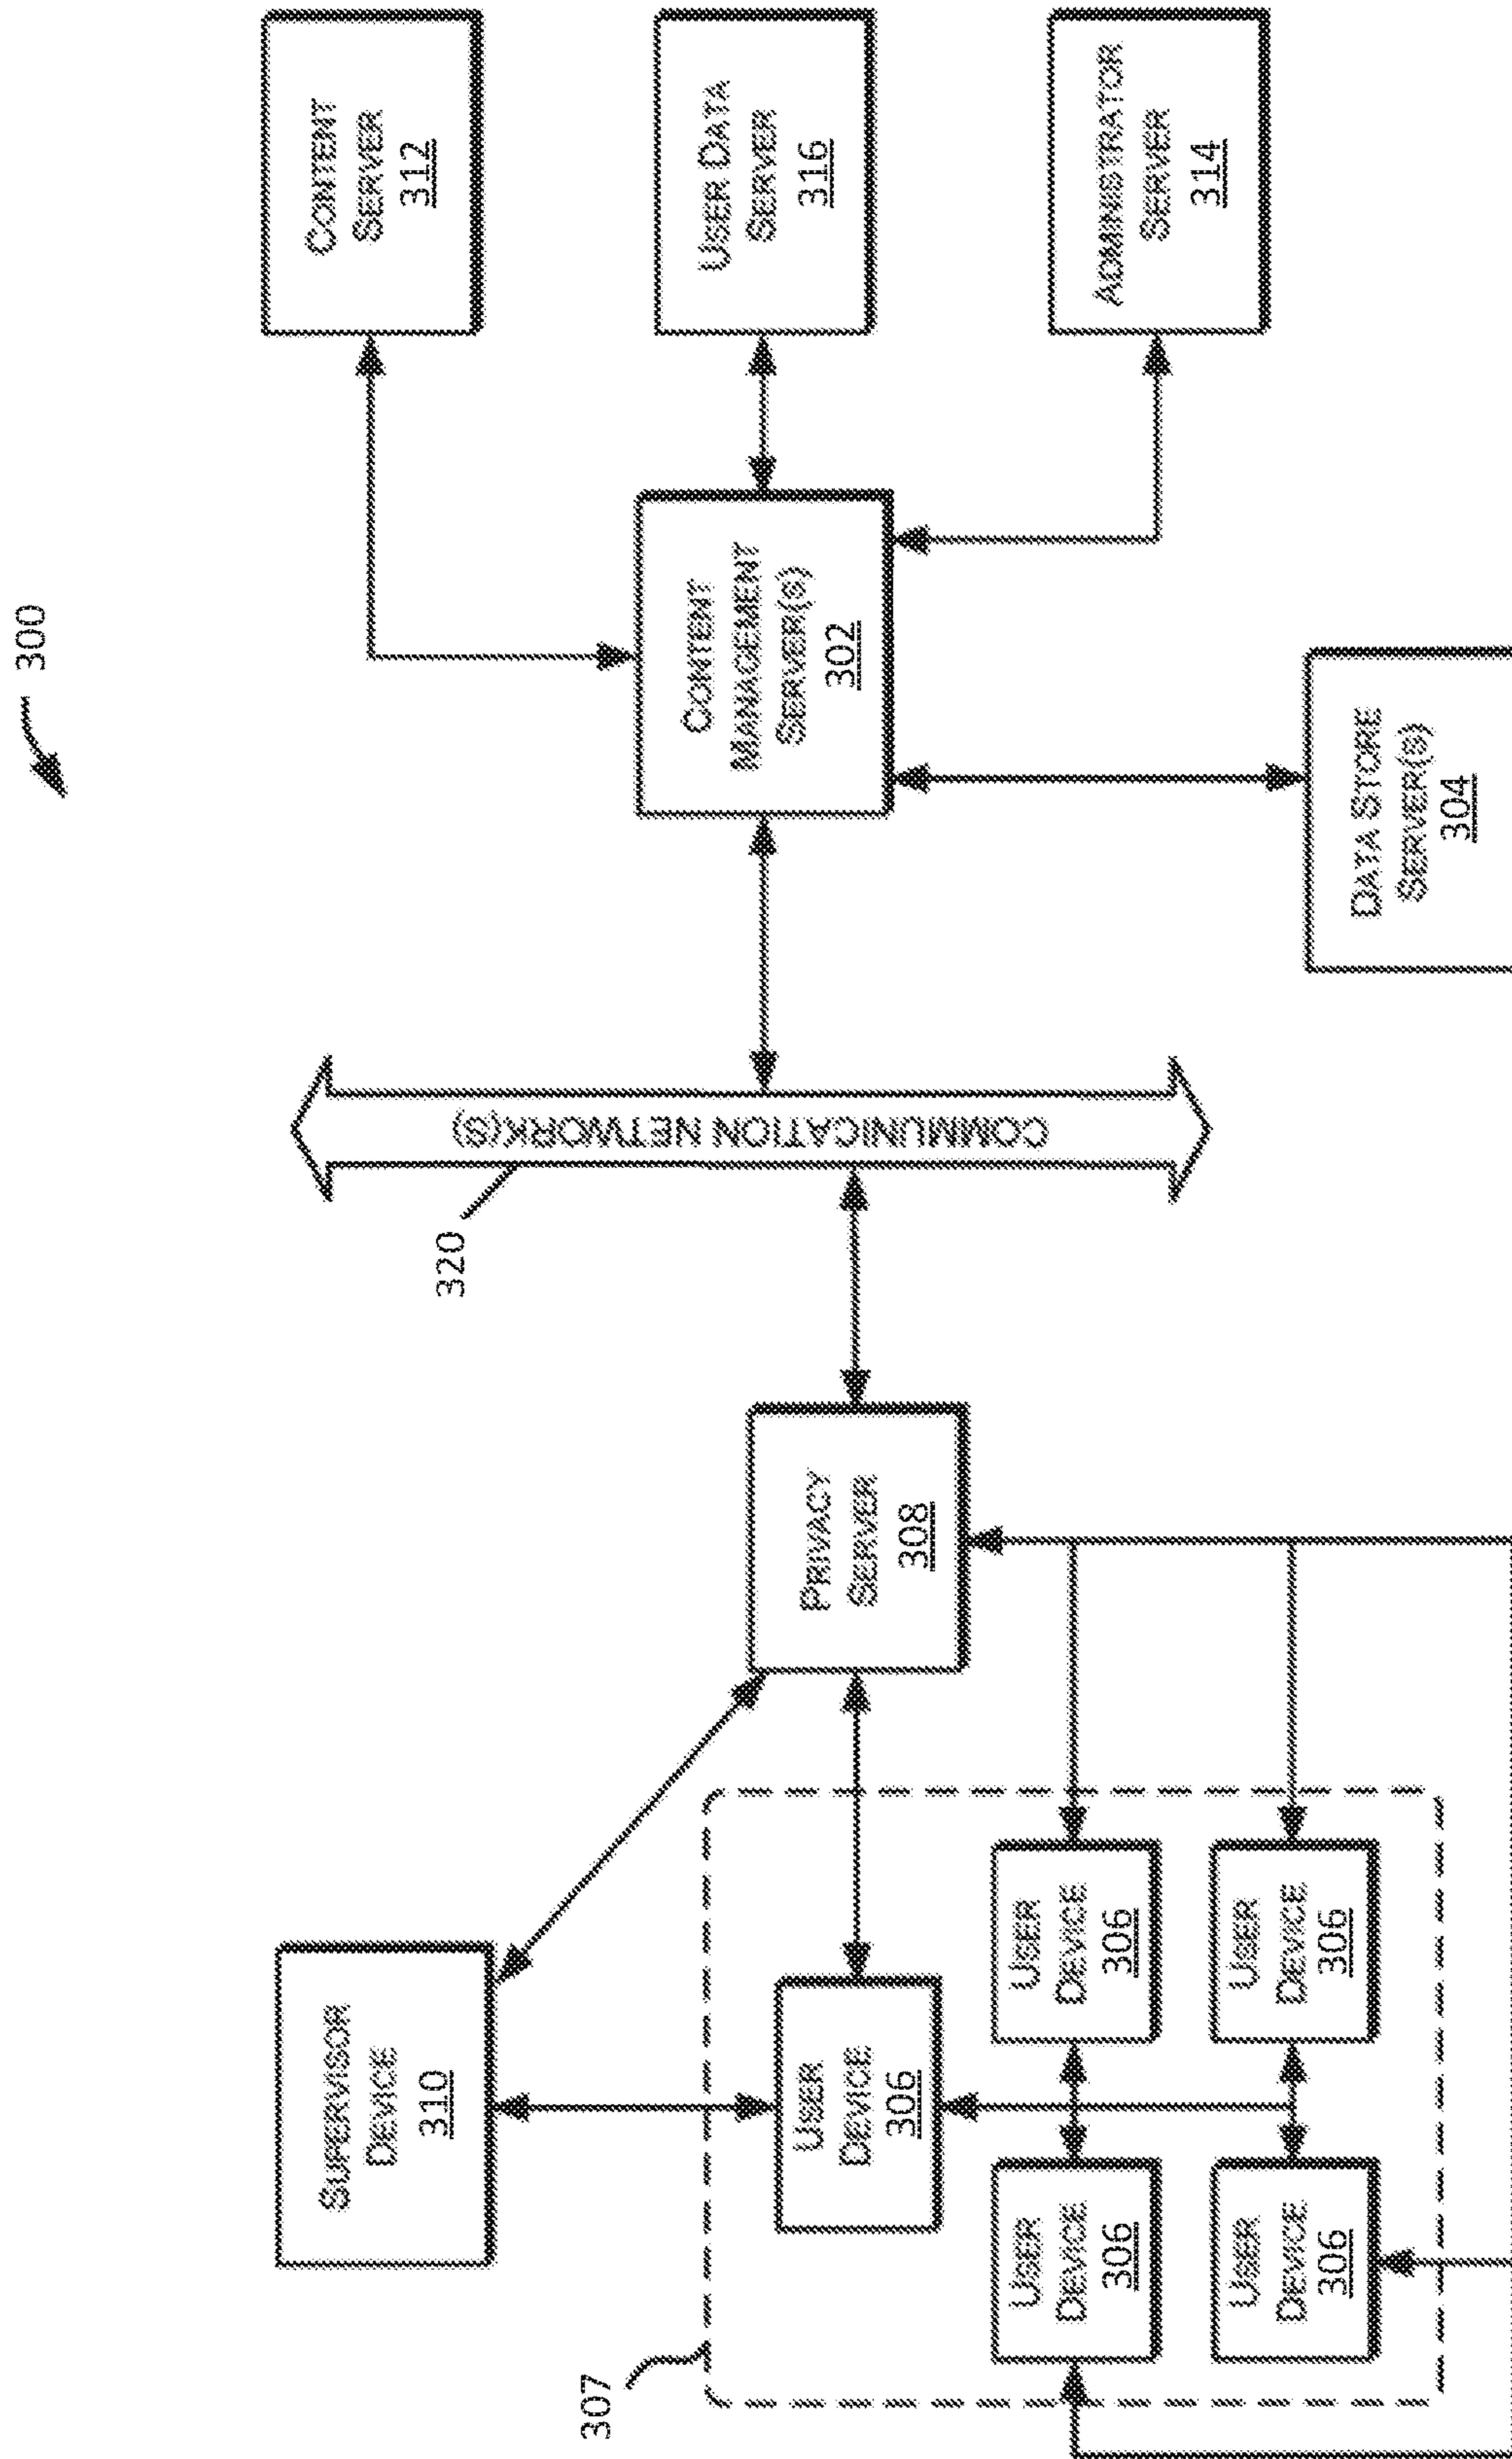 300
SUPERVISOR
DEVICE
310
307
USER
DEVICE
306
USER
DEVICE
306
USER
DEVICE
306
USER
DEVICE
306
USER
DEVICE
306
PRIVACY
SERVER
308
320
COMMUNICATION NETWORK(S)
CONTENT
MANAGEMENT
SERVER(S)
302
DATA STORE
SERVER(S)
304
CONTENT
SERVER
312
USER DATA
SERVER
316
ADMINISTRATOR
SERVER
314